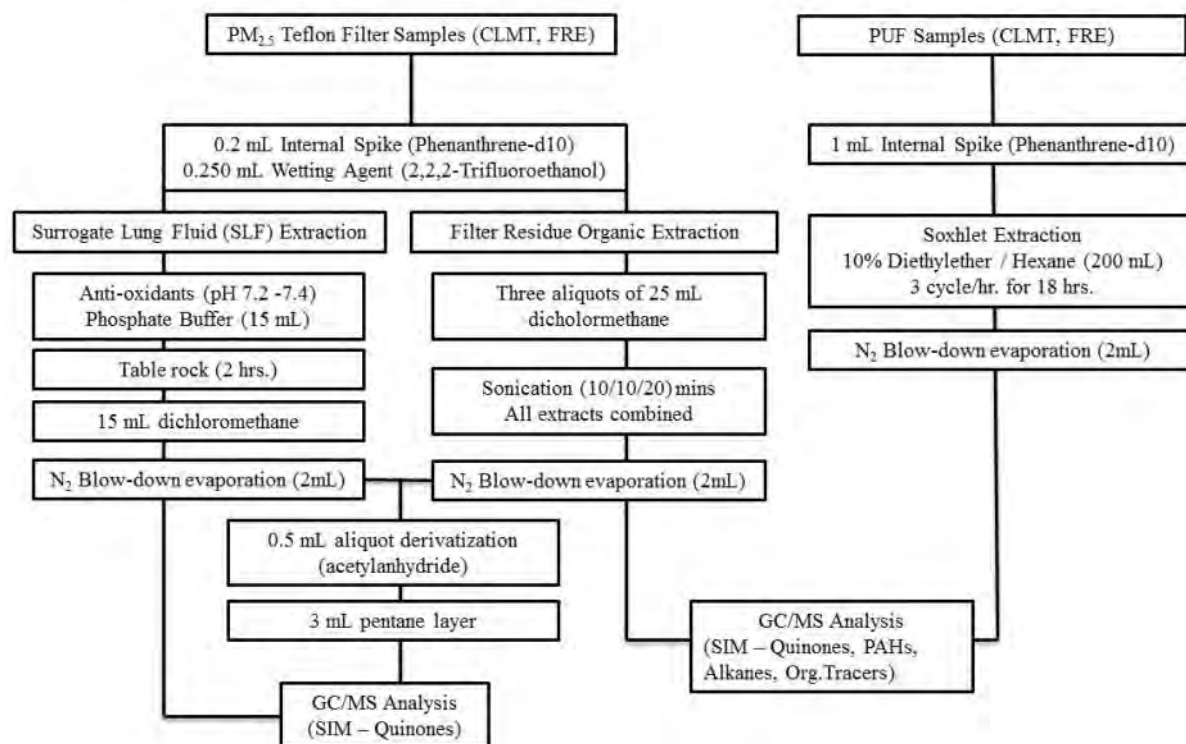 PM2.5 Teflon Filter Samples (CLMT, FRE)
0.2 mL Internal Spike (Phenanthrene-d10)
0.250 mL Wetting Agent (2,2,2-Trifluoroethanol)
Surrogate Lung Fluid (SLF) Extraction
Anti-oxidants (pH 7.2 -7.4)
Phosphate Buffer (15 mL)
Table rock (2 hrs.)
15 mL dichloromethane
N2 Blow-down evaporation (2mL)
Filter Residue Organic Extraction
Three aliquots of 25 mL
dicholormethane
Sonication (10/10/20) mins
All extracts combined
N2 Blow-down evaporation (2mL)
0.5 mL aliquot derivatization
(acetylanhydride)
3 mL pentane layer
GC/MS Analysis
(SIM – Quinones)
PUF Samples (CLMT, FRE)
1 mL Internal Spike (Phenanthrene-d10)
Soxhlet Extraction
10% Diethylether / Hexane (200 mL)
3 cycle/hr. for 18 hrs.
N2 Blow-down evaporation (2mL)
GC/MS Analysis
(SIM – Quinones, PAHs,
Alkanes, Org.Tracers)